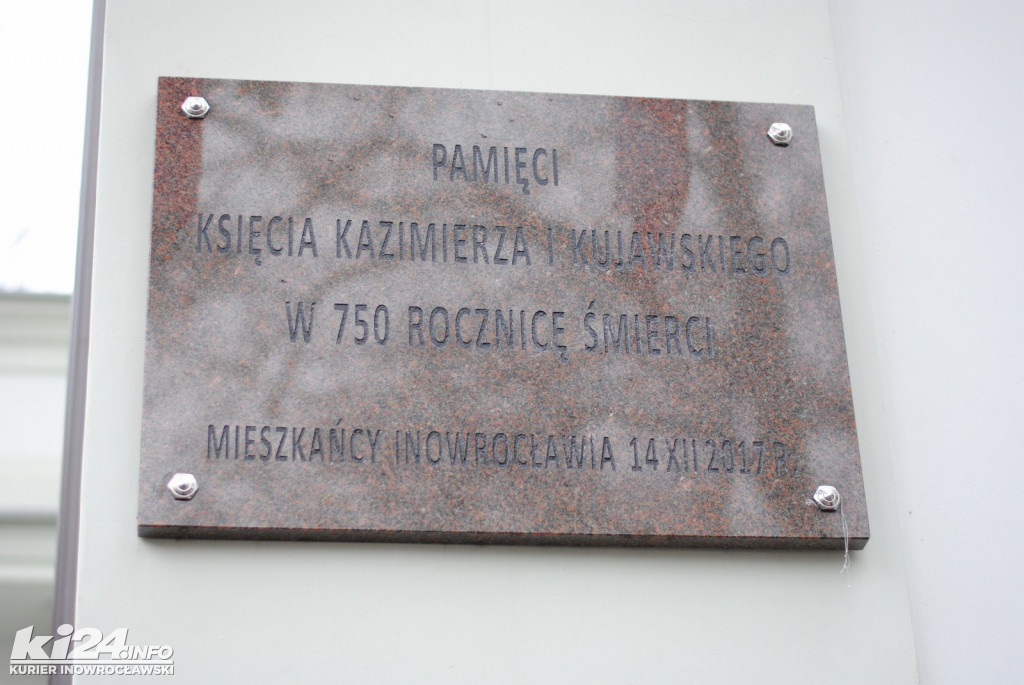 PAMIĘCI
KSIĘCIA KAZIMIERZA I KUJAWSKIEGO
W 750 ROCZNICĘ ŚMIERCI
MIESZKAŃCY INOWROCŁAWIA 14 XII 2017 R.
ki24.INFO
KURIER INOWROCŁAWSKI